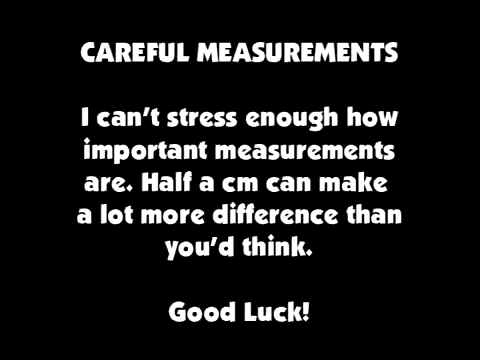 CAREFUL MEASUREMENTS
I can't stress enough how
important measurements
are. Half a cm can make
a lot more difference than
you'd think.
Good Luck!